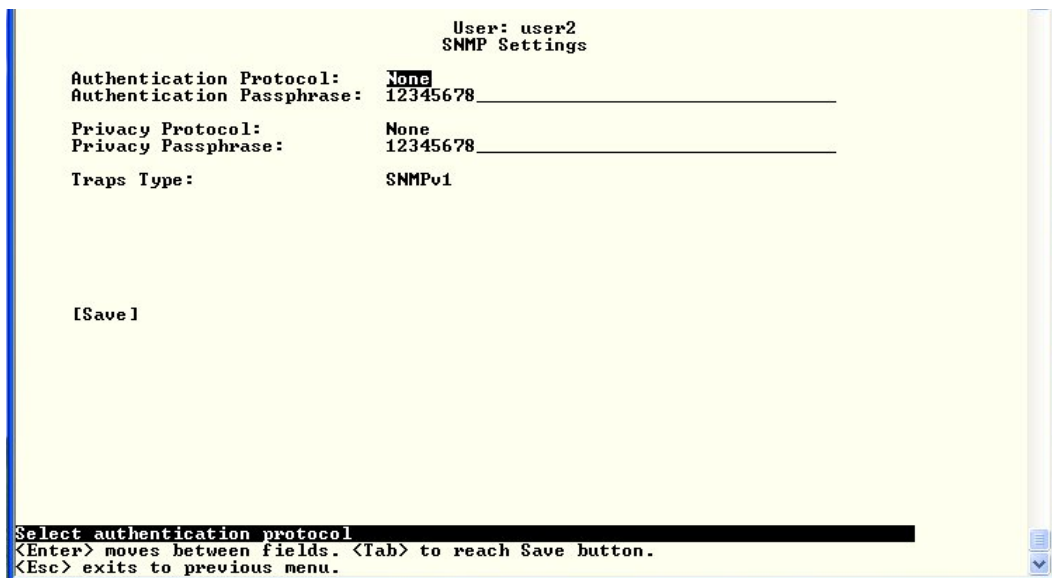 User: user2
SNMP Settings
Authentication Protocol: None
Authentication Passphrase: 12345678
Privacy Protocol: None
Privacy Passphrase: 12345678
Traps Type: SNMPv1
[Save]
Select authentication protocol
<Enter> moves between fields. <Tab> to reach Save button.
<Esc> exits to previous menu.